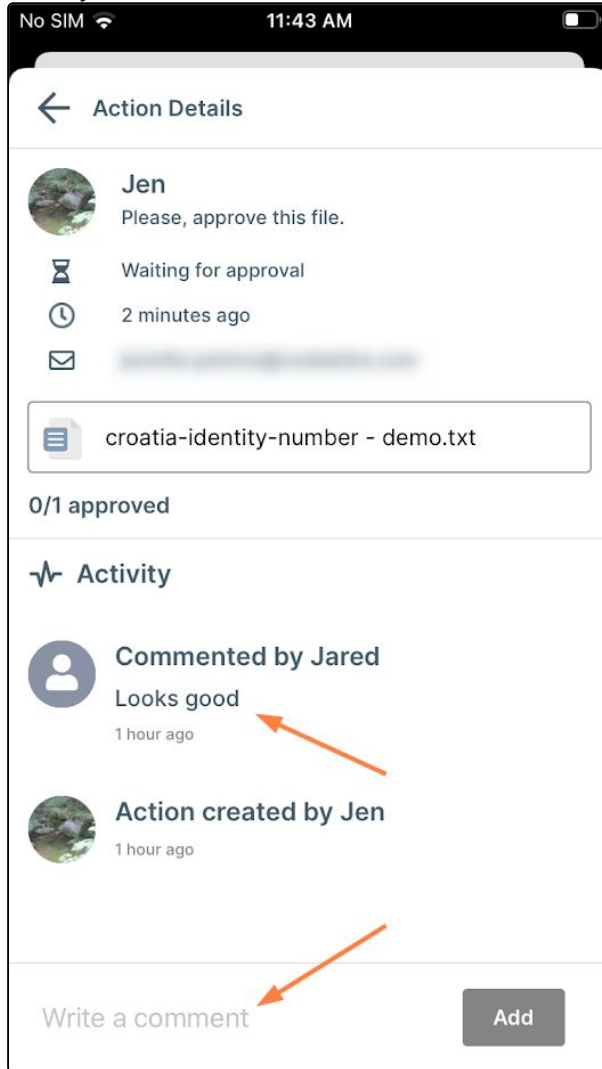 No SIM 11:43 AM
Action Details
Jen
Please, approve this file.
Waiting for approval
2 minutes ago
croatia-identity-number - demo.txt
0/1 approved
Activity
Commented by Jared
Looks good
1 hour ago
Action created by Jen
1 hour ago
Write a comment
Add